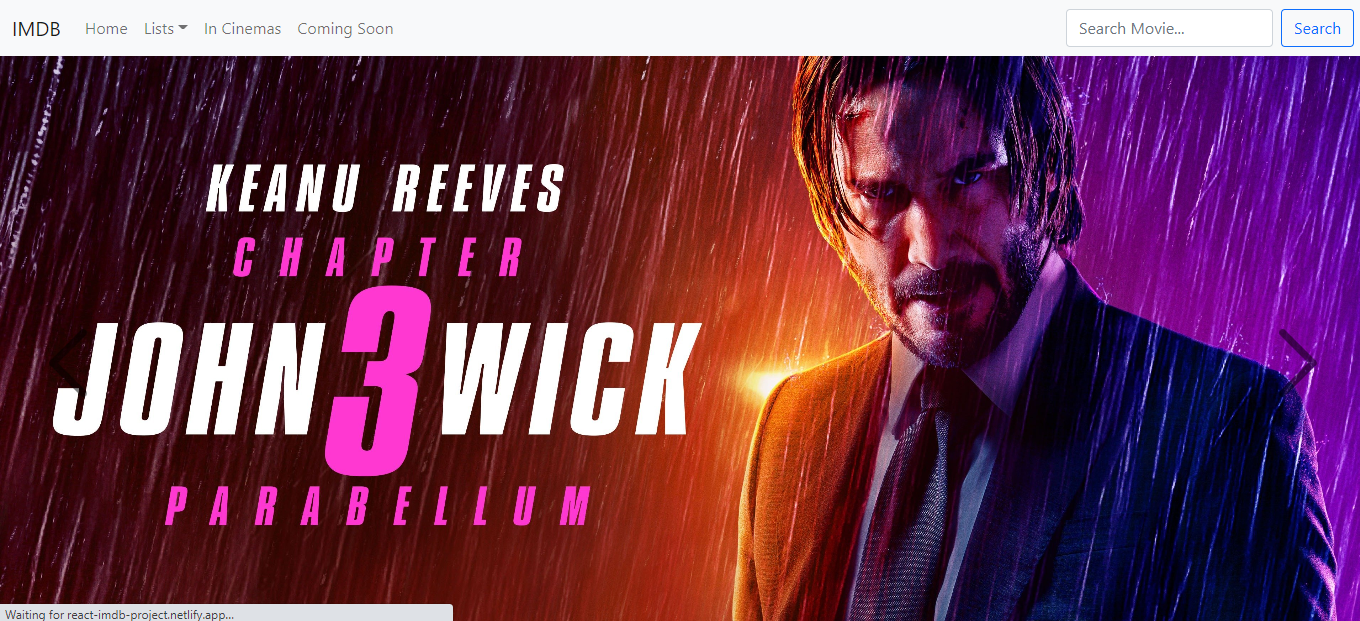 IMDB Home Lists In Cinemas Coming Soon Search Movie... Search
KEANU REEVES
CHAPTER
JOHN 3 WICK
PARABELLUM
Waiting for react-imdb-project.netlify.app...